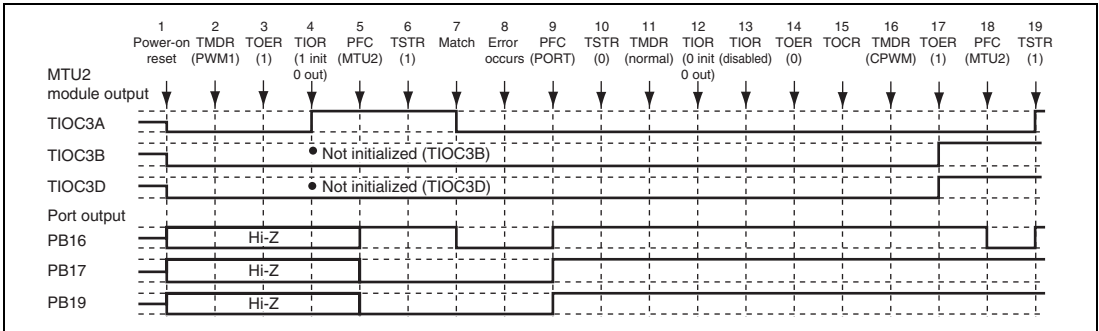 1 2 3 4 5 6 7 8 9 10 11 12 13 14 15 16 17 18 19
Power-on TMDR TOER TIOR PFC TSTR Match Error PFC TSTR TMDR TIOR TIOR TOER TOCR TMDR TOER PFC TSTR
reset (PWM1) (1) (1 init (MTU2) (1) occurs (PORT) (0) (normal) (0 init (disabled) (0) (CPWM) (1) (MTU2) (1)
0 out) 0 out)
MTU2
module output
TIOC3A
TIOC3B • Not initialized (TIOC3B)
TIOC3D • Not initialized (TIOC3D)
Port output
PB16 Hi-Z
PB17 Hi-Z
PB19 Hi-Z